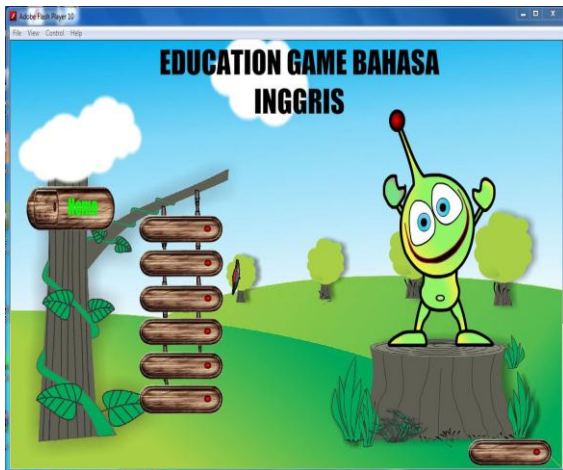 Adobe Flash Player 10
File View Control Help
EDUCATION GAME BAHASA
INGGRIS
Home